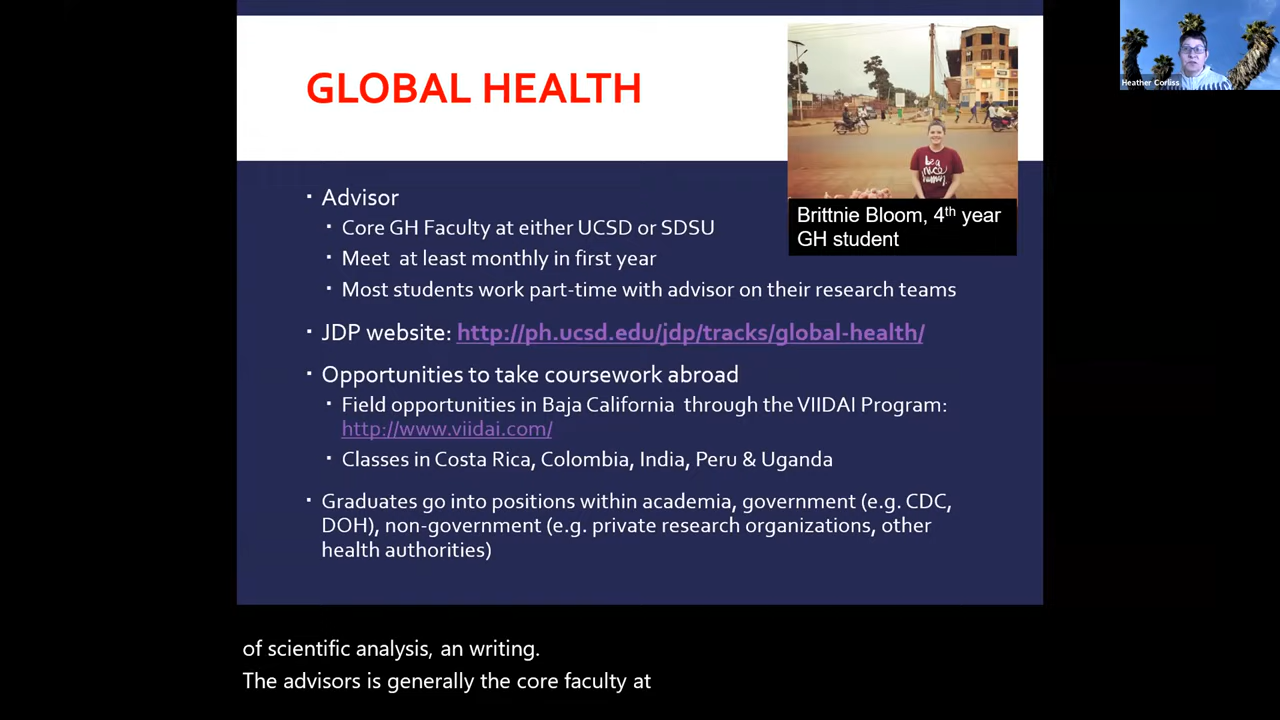 GLOBAL HEALTH
be a
nice
human.
Brittnie Bloom, 4th year
GH student
Heather Corliss
▪ Advisor
▪ Core GH Faculty at either UCSD or SDSU
▪ Meet at least monthly in first year
▪ Most students work part-time with advisor on their research teams
▪ JDP website: http://ph.ucsd.edu/jdp/tracks/global-health/
▪ Opportunities to take coursework abroad
▪ Field opportunities in Baja California through the VIIDAI Program:
http://www.viidai.com/
▪ Classes in Costa Rica, Colombia, India, Peru & Uganda
▪ Graduates go into positions within academia, government (e.g. CDC,
DOH), non-government (e.g. private research organizations, other
health authorities)
of scientific analysis, an writing.
The advisors is generally the core faculty at